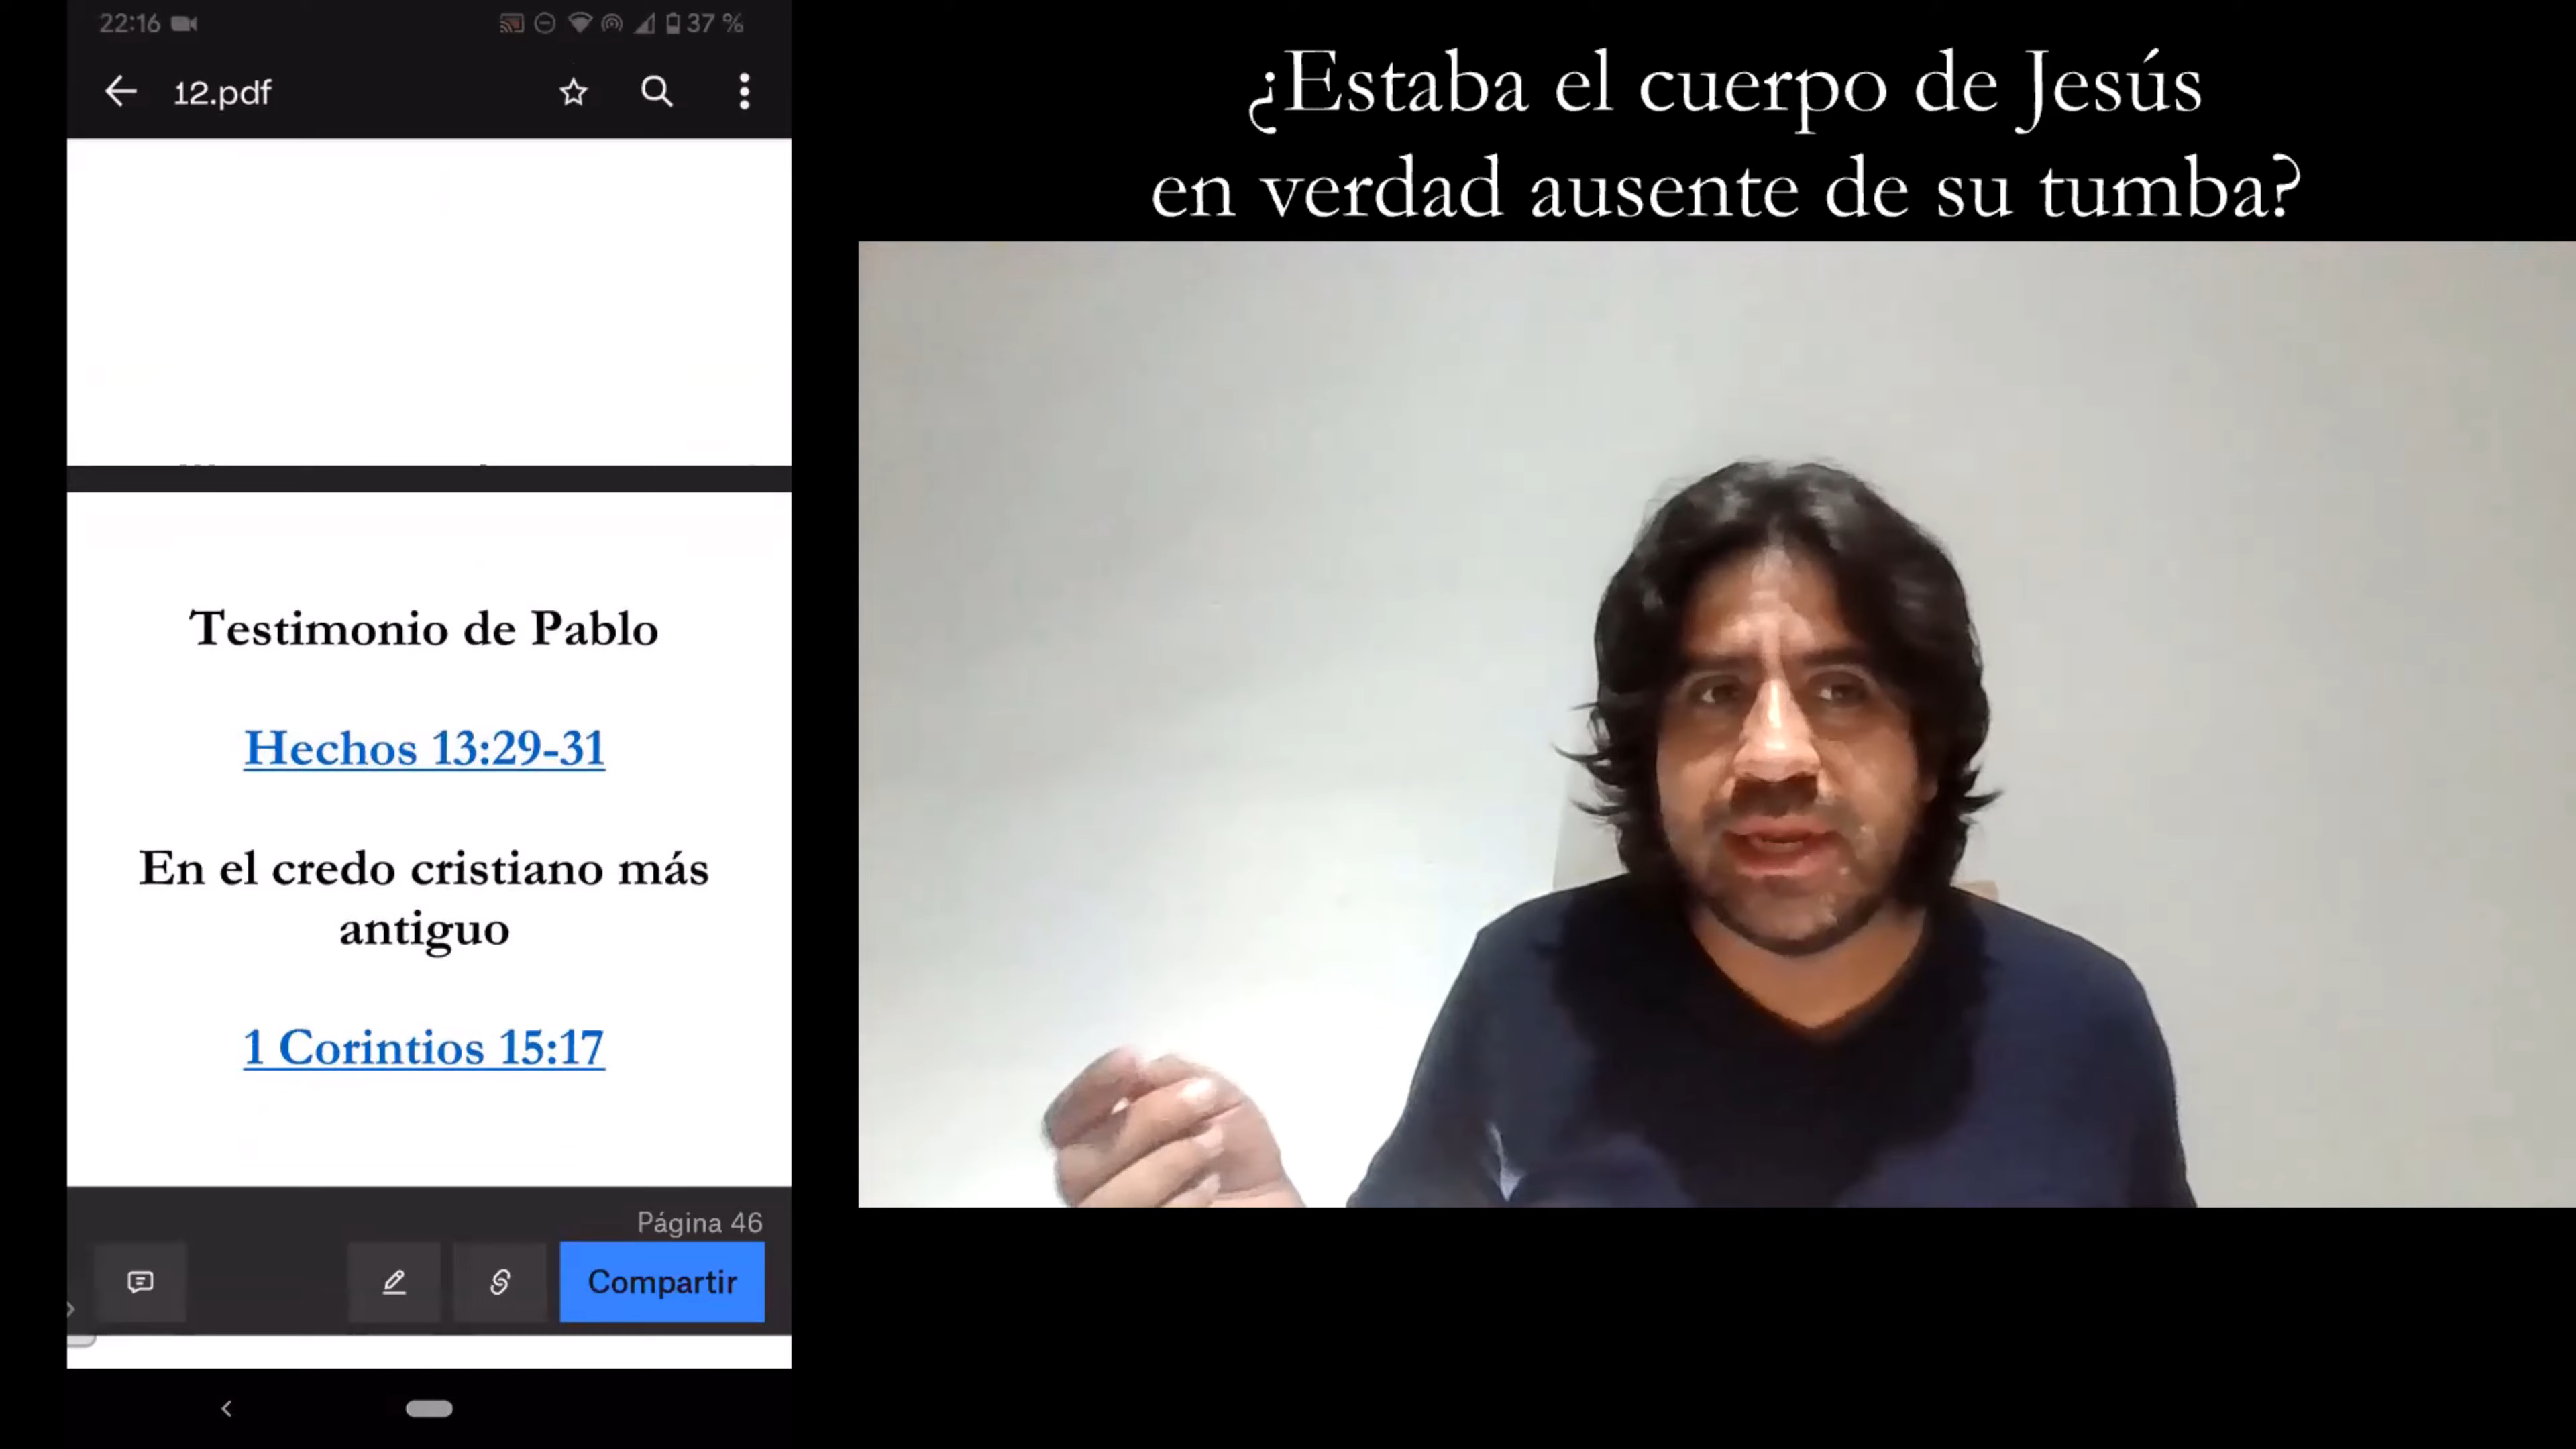 22:16
37 %
12.pdf
Testimonio de Pablo
Hechos 13:29-31
En el credo cristiano más
antiguo
1 Corintios 15:17
Página 46
Compartir
¿Estaba el cuerpo de Jesús
en verdad ausente de su tumba?